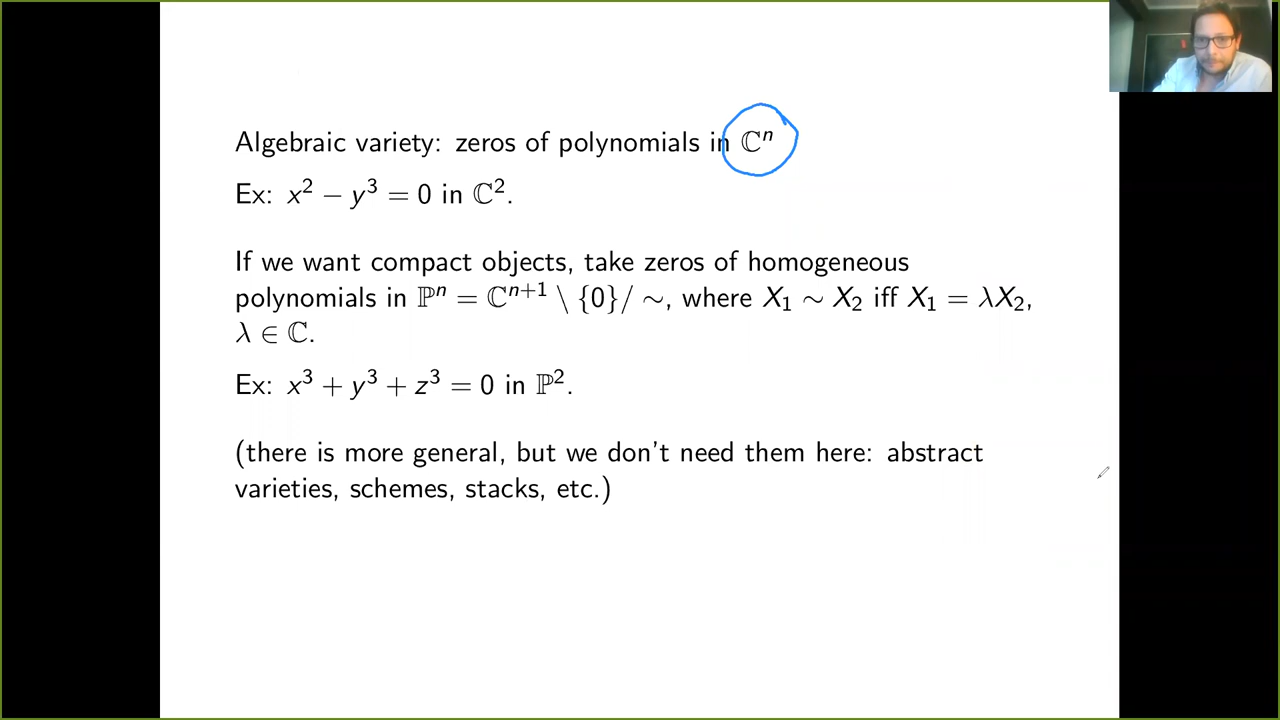 Algebraic variety: zeros of polynomials in ℂⁿ
Ex: x² − y³ = 0 in ℂ².
If we want compact objects, take zeros of homogeneous
polynomials in ℙⁿ = ℂⁿ⁺¹ \ {0}/ ∼, where X₁ ∼ X₂ iff X₁ = λX₂,
λ ∈ ℂ.
Ex: x³ + y³ + z³ = 0 in ℙ².
(there is more general, but we don't need them here: abstract
varieties, schemes, stacks, etc.)